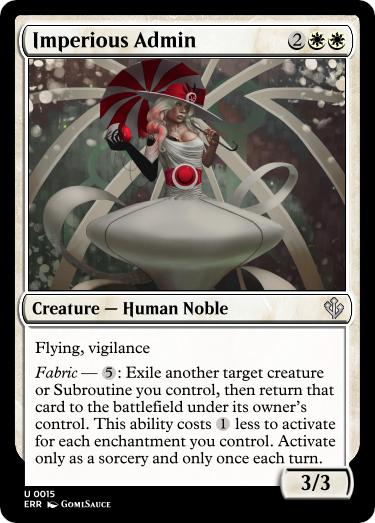 Imperious Admin 2
Creature — Human Noble
Flying, vigilance
Fabric — 5: Exile another target creature
or Subroutine you control, then return that
card to the battlefield under its owner's
control. This ability costs 1 less to activate
for each enchantment you control. Activate
only as a sorcery and only once each turn.
3/3
U 0015
ERR GomiSauce